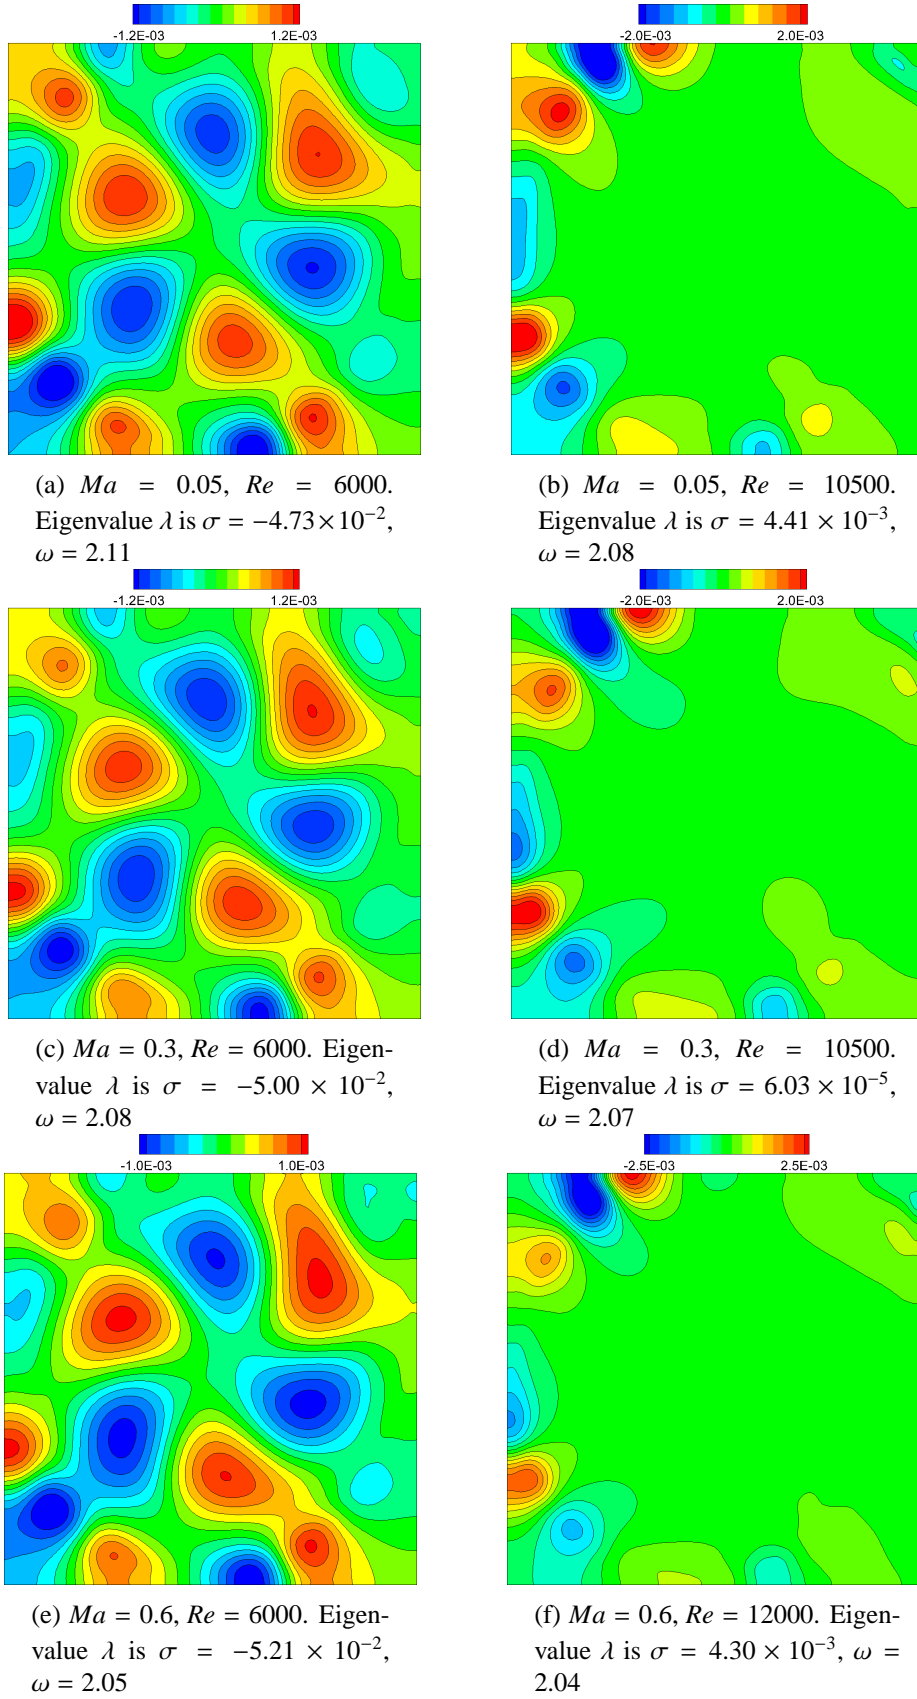 -1.2E-03 1.2E-03
-2.0E-03 2.0E-03
(a) Ma = 0.05, Re = 6000.
Eigenvalue λ is σ = −4.73×10⁻²,
ω = 2.11
(b) Ma = 0.05, Re = 10500.
Eigenvalue λ is σ = 4.41 × 10⁻³,
ω = 2.08
-1.2E-03 1.2E-03
-2.0E-03 2.0E-03
(c) Ma = 0.3, Re = 6000. Eigen-
value λ is σ = −5.00 × 10⁻²,
ω = 2.08
(d) Ma = 0.3, Re = 10500.
Eigenvalue λ is σ = 6.03 × 10⁻⁵,
ω = 2.07
-1.0E-03 1.0E-03
-2.5E-03 2.5E-03
(e) Ma = 0.6, Re = 6000. Eigen-
value λ is σ = −5.21 × 10⁻²,
ω = 2.05
(f) Ma = 0.6, Re = 12000. Eigen-
value λ is σ = 4.30 × 10⁻³, ω =
2.04